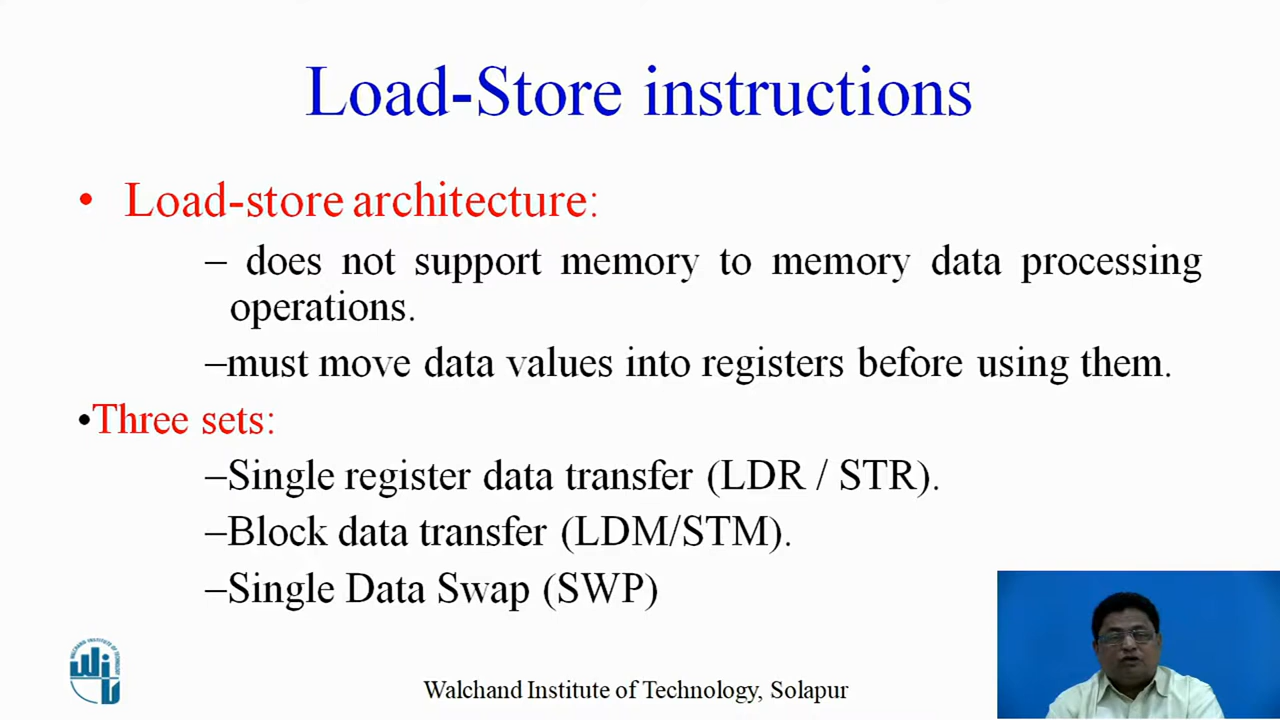 Load-Store instructions
• Load-store architecture:
– does not support memory to memory data processing
operations.
–must move data values into registers before using them.
•Three sets:
–Single register data transfer (LDR / STR).
–Block data transfer (LDM/STM).
–Single Data Swap (SWP)
Walchand Institute of Technology, Solapur